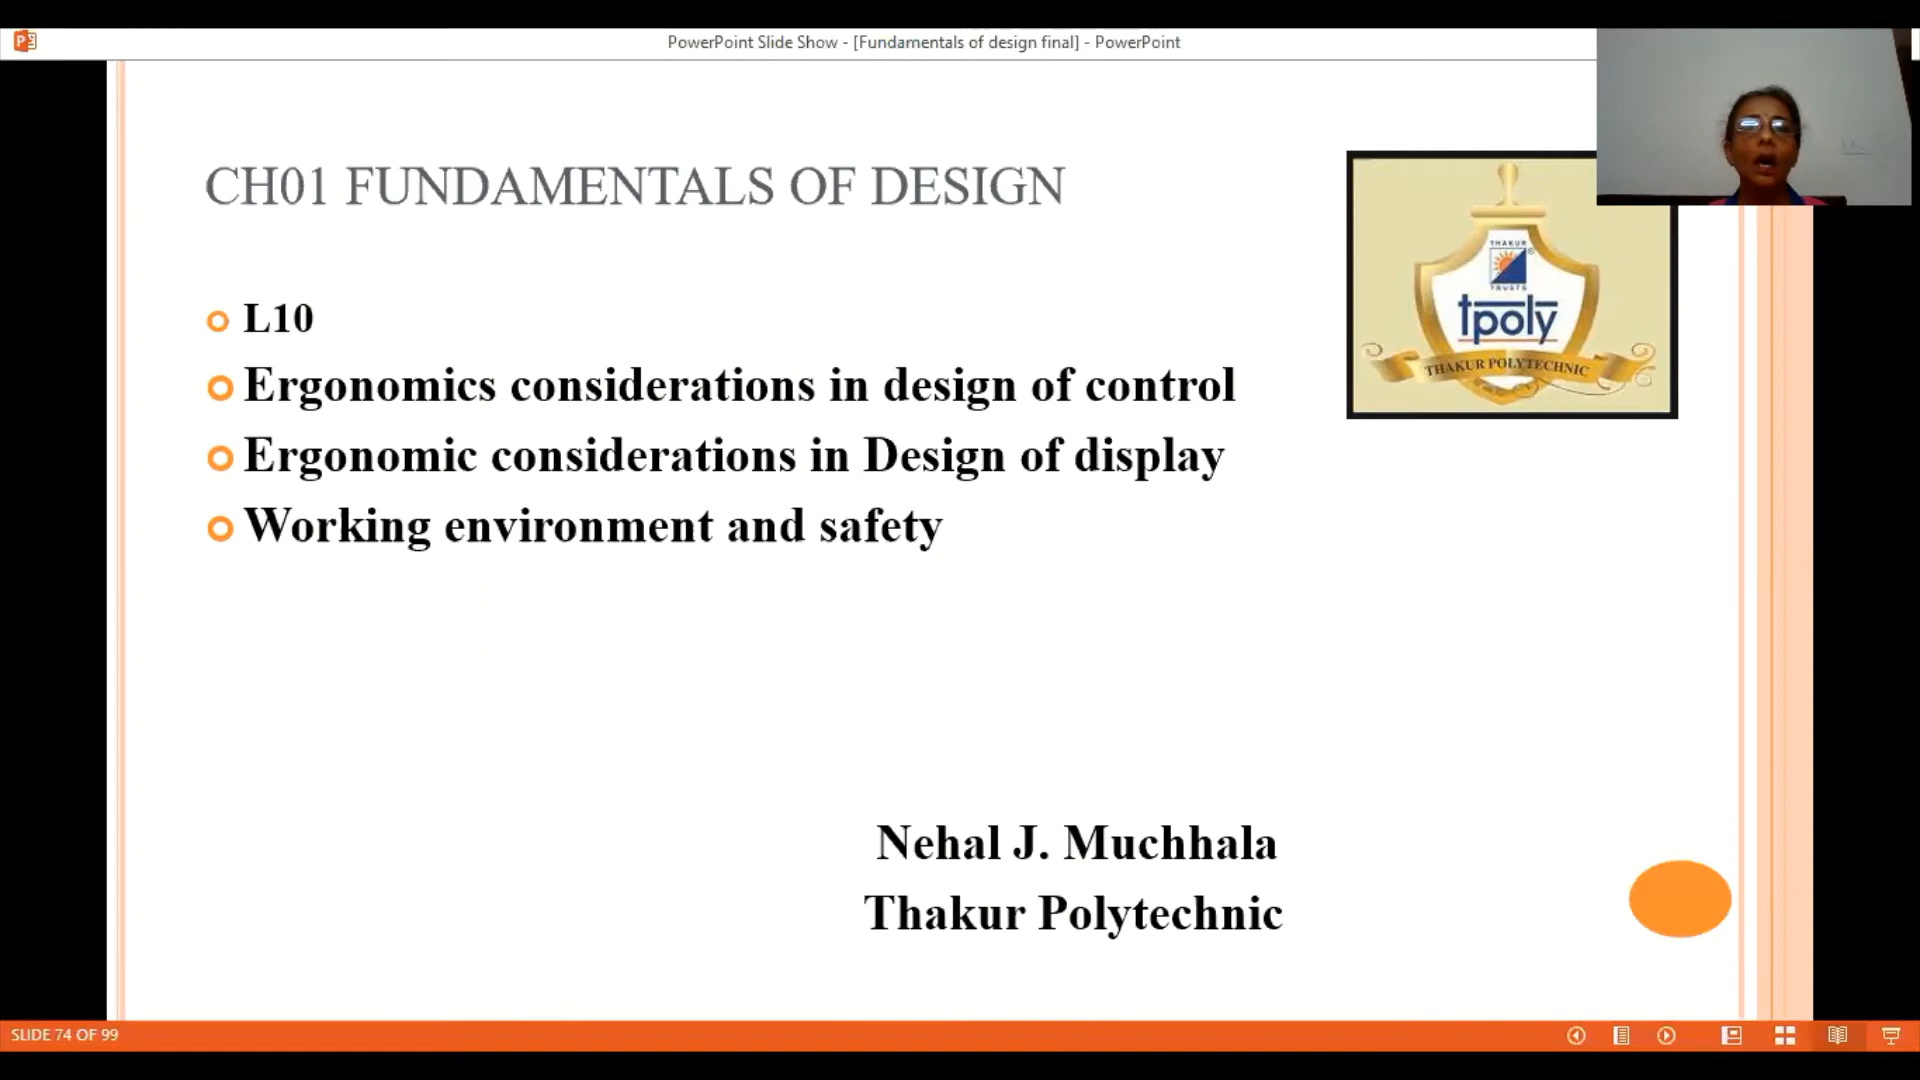 PowerPoint Slide Show - [Fundamentals of design final] - PowerPoint
CH01 FUNDAMENTALS OF DESIGN
THAKUR
TRUSTS
tpoly
THAKUR POLYTECHNIC
L10
Ergonomics considerations in design of control
Ergonomic considerations in Design of display
Working environment and safety
Nehal J. Muchhala
Thakur Polytechnic
SLIDE 74 OF 99